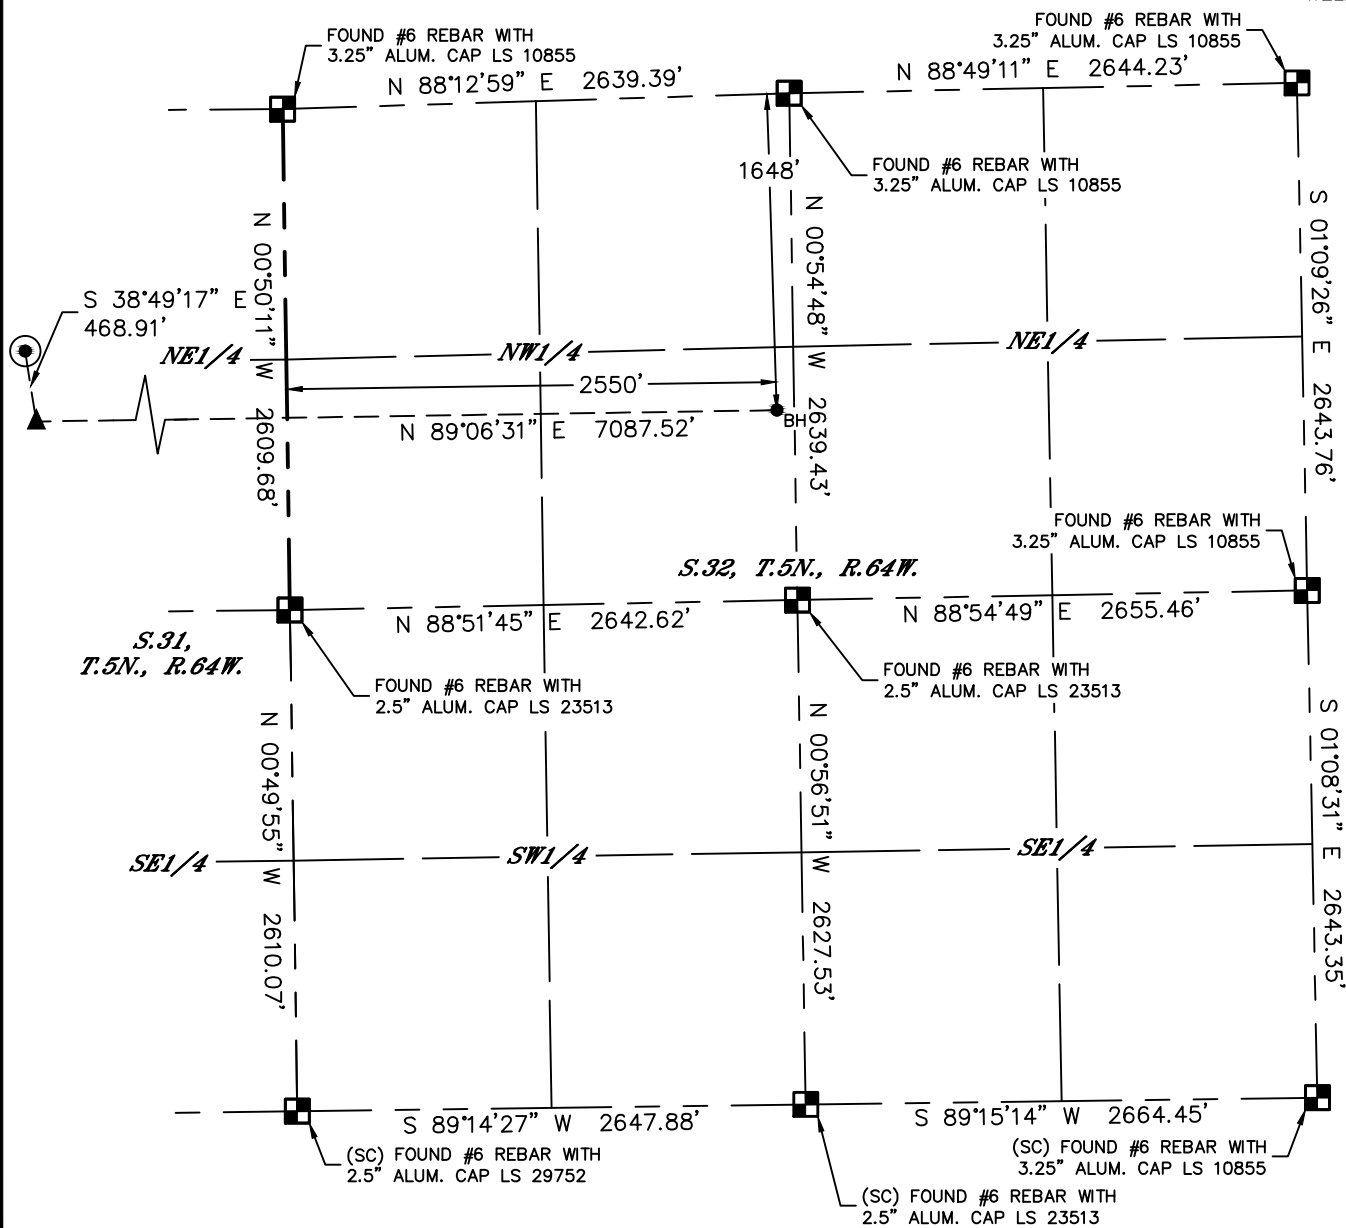 FOUND #6 REBAR WITH
3.25" ALUM. CAP LS 10855
FOUND #6 REBAR WITH
3.25" ALUM. CAP LS 10855
N 88°12'59" E 2639.39'
N 88°49'11" E 2644.23'
1648'
FOUND #6 REBAR WITH
3.25" ALUM. CAP LS 10855
N 00°50'11" W 2609.68'
N 00°54'48" W 2639.43'
S 01°09'26" E 2643.76'
S 38°49'17" E
468.91'
NE1/4
NW1/4
NE1/4
2550'
BH
N 89°06'31" E 7087.52'
FOUND #6 REBAR WITH
3.25" ALUM. CAP LS 10855
S.32, T.5N., R.64W.
N 88°51'45" E 2642.62'
N 88°54'49" E 2655.46'
S.31,
T.5N., R.64W.
FOUND #6 REBAR WITH
2.5" ALUM. CAP LS 23513
FOUND #6 REBAR WITH
2.5" ALUM. CAP LS 23513
N 00°49'55" W 2610.07'
N 00°56'51" W 2627.53'
S 01°08'31" E 2643.35'
SE1/4
SW1/4
SE1/4
S 89°14'27" W 2647.88'
S 89°15'14" W 2664.45'
(SC) FOUND #6 REBAR WITH
2.5" ALUM. CAP LS 29752
(SC) FOUND #6 REBAR WITH
3.25" ALUM. CAP LS 10855
(SC) FOUND #6 REBAR WITH
2.5" ALUM. CAP LS 23513